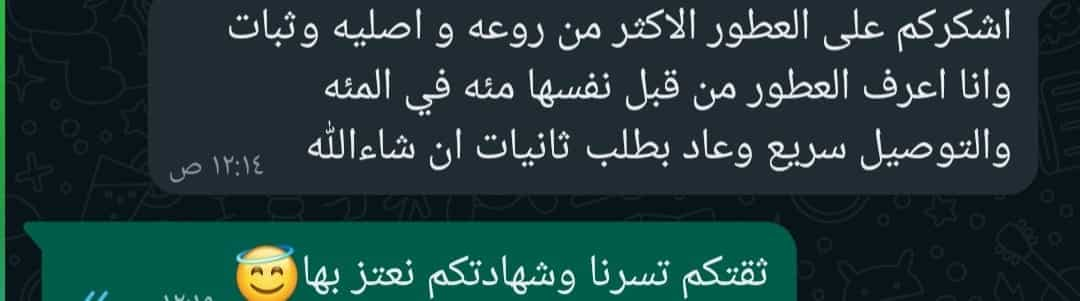 اشكركم على العطور الاكثر من روعه و اصليه وثبات
وانا اعرف العطور من قبل نفسها مئه في المئه
والتوصيل سريع وعاد بطلب ثانيات ان شاءالله
١٢:١٤ ص
ثقتكم تسرنا وشهادتكم نعتز بها😇